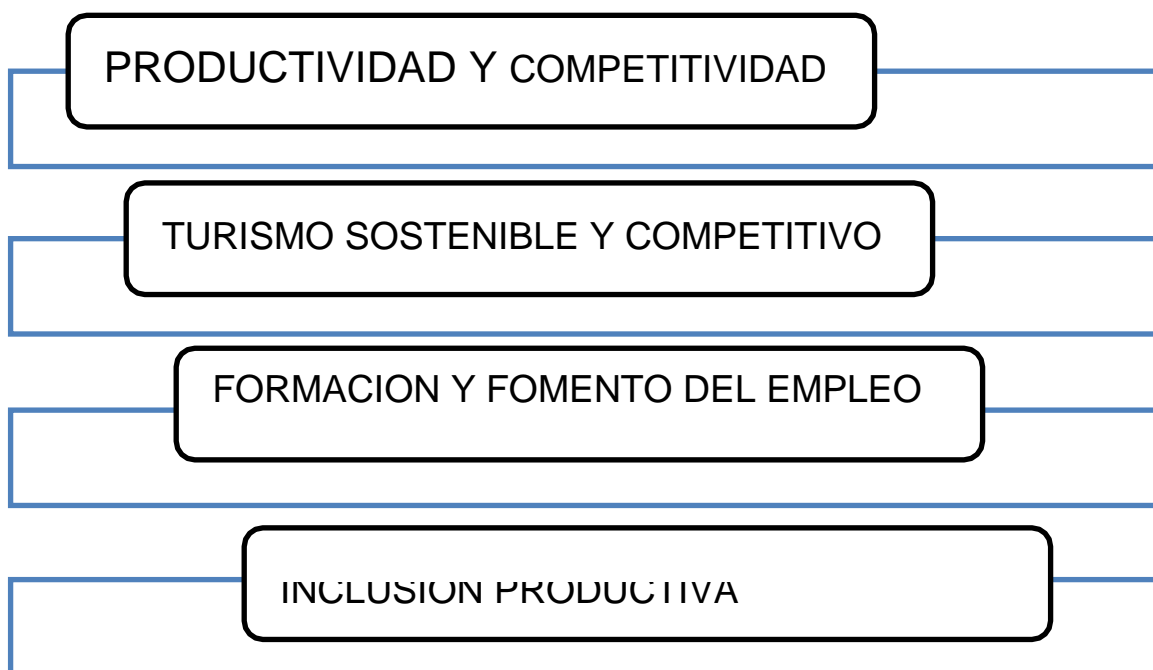 PRODUCTIVIDAD Y COMPETITIVIDAD
TURISMO SOSTENIBLE Y COMPETITIVO
FORMACION Y FOMENTO DEL EMPLEO
INCLUSION PRODUCTIVA